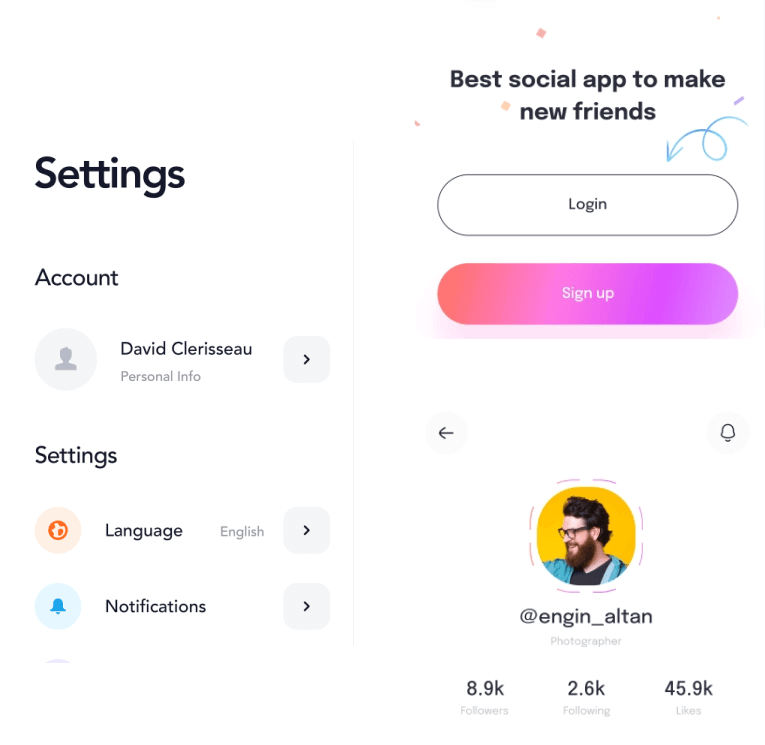 Settings
Account
David Clerisseau
Personal Info
Settings
Language English
Notifications
Best social app to make
new friends
Login
Sign up
@engin_altan
Photographer
8.9k 2.6k 45.9k
Followers Following Likes